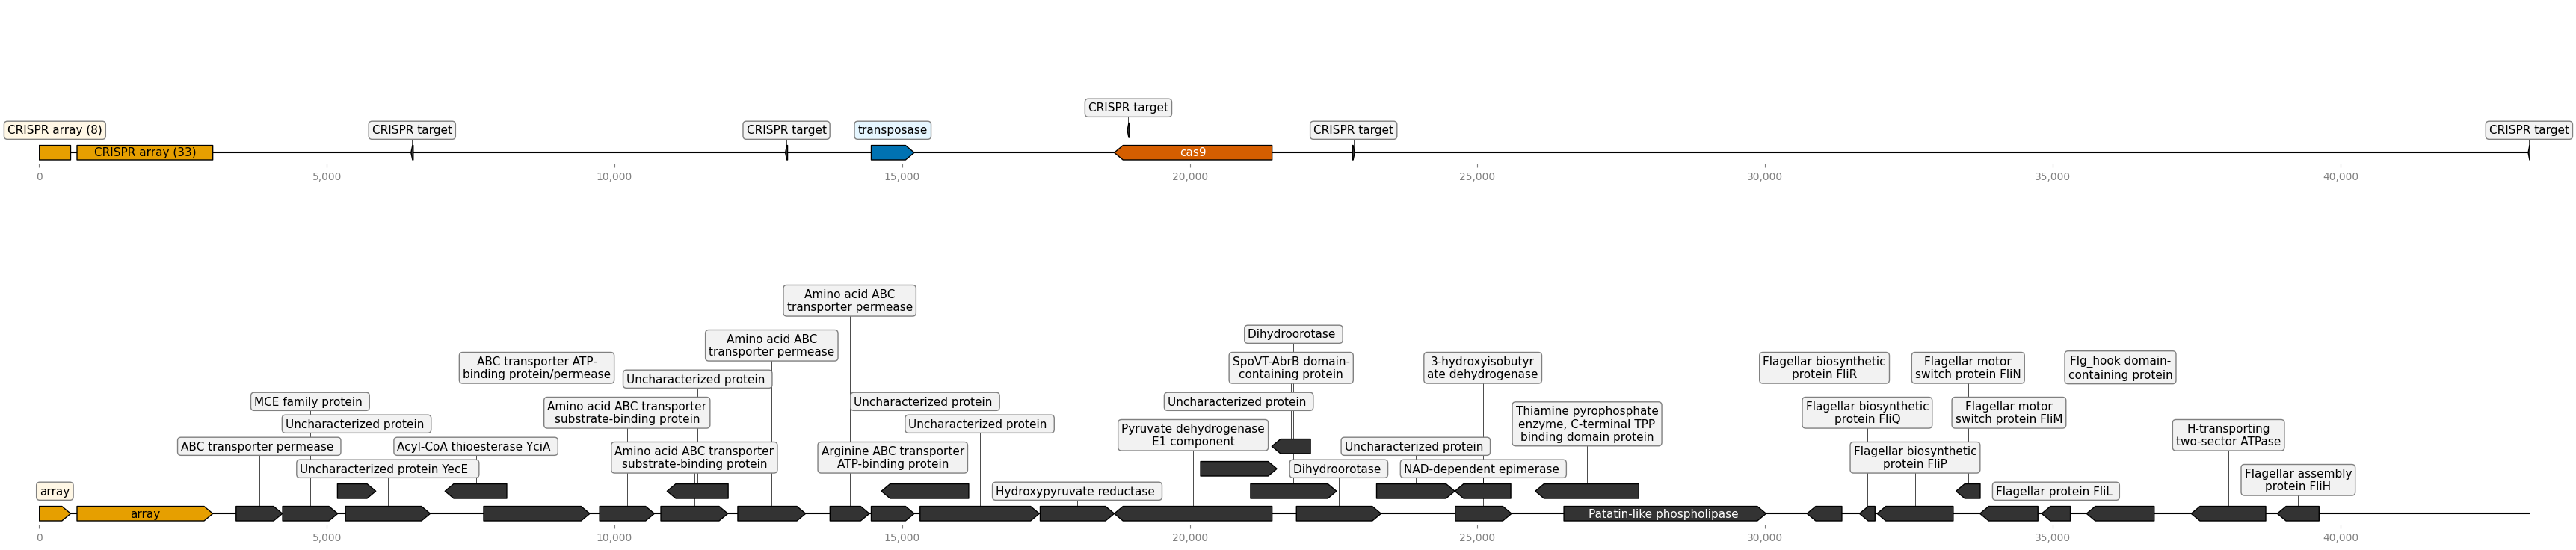 CRISPR target
CRISPR array (8)
CRISPR target
CRISPR target
transposase
CRISPR target
CRISPR target
CRISPR array (33)
cas9
0
5,000
10,000
15,000
20,000
25,000
30,000
35,000
40,000
Amino acid ABC
transporter permease
Dihydroorotase
Amino acid ABC
transporter permease
ABC transporter ATP-
binding protein/permease
SpoVT-AbrB domain-
containing protein
3-hydroxyisobutyr
ate dehydrogenase
Flagellar biosynthetic
protein FliR
Flagellar motor
switch protein FliN
Flg_hook domain-
containing protein
Uncharacterized protein
MCE family protein
Uncharacterized protein
Uncharacterized protein
Amino acid ABC transporter
substrate-binding protein
Thiamine pyrophosphate
enzyme, C-terminal TPP
binding domain protein
Flagellar biosynthetic
protein FliQ
Flagellar motor
switch protein FliM
Uncharacterized protein
Uncharacterized protein
Pyruvate dehydrogenase
E1 component
H-transporting
two-sector ATPase
ABC transporter permease
Acyl-CoA thioesterase YciA
Amino acid ABC transporter
substrate-binding protein
Arginine ABC transporter
ATP-binding protein
Uncharacterized protein
Flagellar biosynthetic
protein FliP
Uncharacterized protein YecE
Dihydroorotase
NAD-dependent epimerase
Flagellar assembly
protein FliH
array
Hydroxypyruvate reductase
Flagellar protein FliL
array
Patatin-like phospholipase
0
5,000
10,000
15,000
20,000
25,000
30,000
35,000
40,000